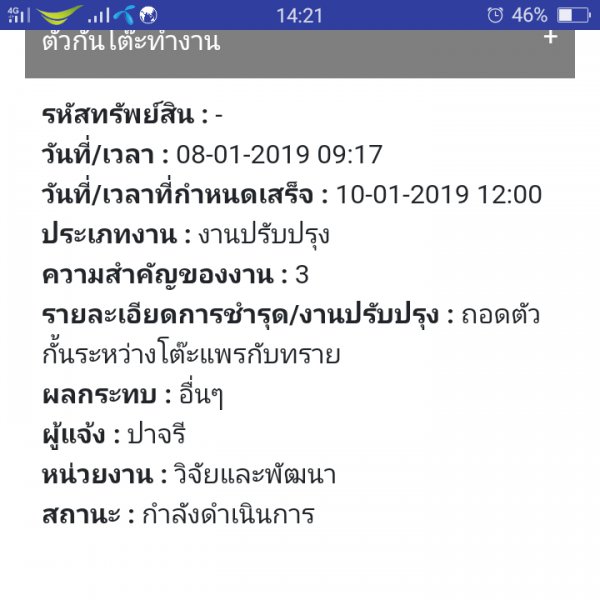 4G 14:21 46%
ตัวกั้นโต๊ะทำงาน +
รหัสทรัพย์สิน : -
วันที่/เวลา : 08-01-2019 09:17
วันที่/เวลาที่กำหนดเสร็จ : 10-01-2019 12:00
ประเภทงาน : งานปรับปรุง
ความสำคัญของงาน : 3
รายละเอียดการชำรุด/งานปรับปรุง : ถอดตัว
กั้นระหว่างโต๊ะแพรกับทราย
ผลกระทบ : อื่นๆ
ผู้แจ้ง : ปาจรี
หน่วยงาน : วิจัยและพัฒนา
สถานะ : กำลังดำเนินการ